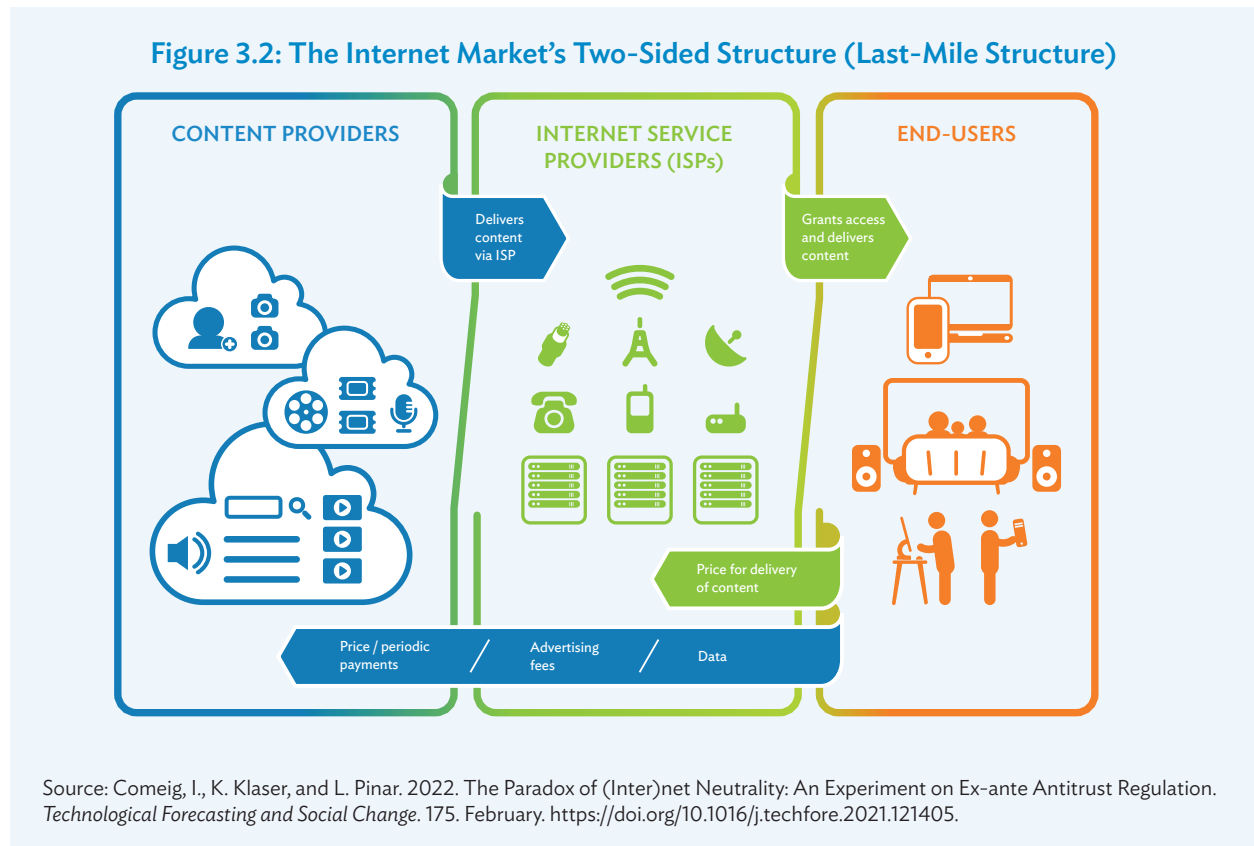 Figure 3.2: The Internet Market's Two-Sided Structure (Last-Mile Structure)
CONTENT PROVIDERS
INTERNET SERVICE
PROVIDERS (ISPs)
END-USERS
Delivers
content
via ISP
Grants access
and delivers
content
Price for delivery
of content
Price / periodic
payments
Advertising
fees
Data
Source: Comeig, I., K. Klaser, and L. Pinar. 2022. The Paradox of (Inter)net Neutrality: An Experiment on Ex-ante Antitrust Regulation.
Technological Forecasting and Social Change. 175. February. https://doi.org/10.1016/j.techfore.2021.121405.